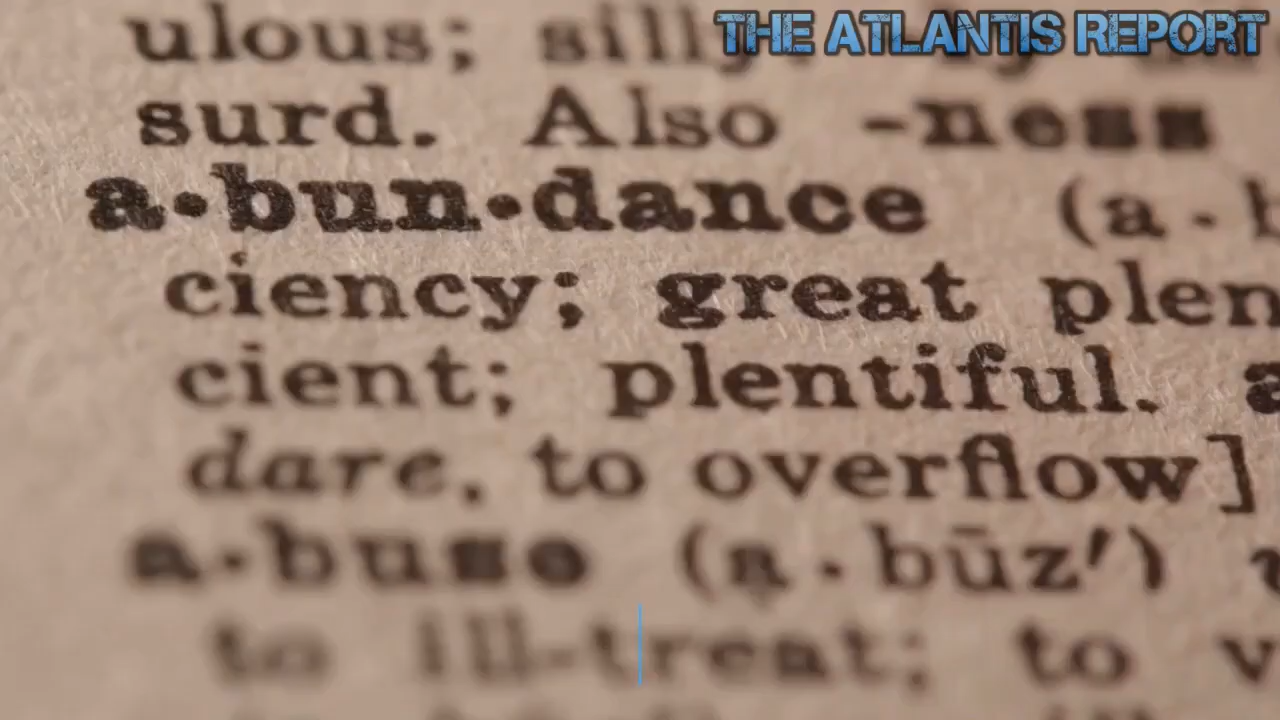 THE ATLANTIS REPORT
ulous; silly.
surd. Also -ness
a·bun·dance (a·b
ciency; great plen
cient; plentiful. a
dare, to overflow]
a·buse (a·būz′) v
to ill-treat; to v